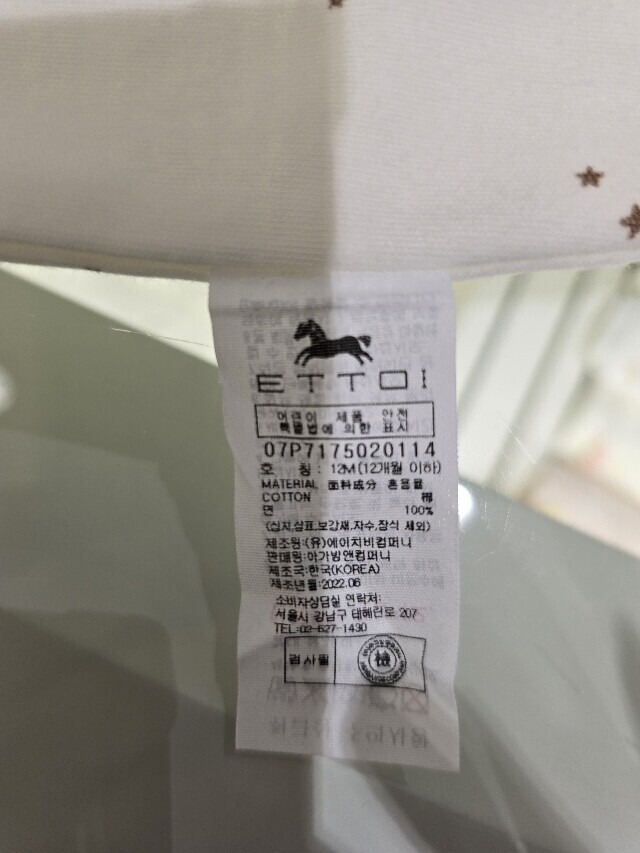 ETTOI
어린이 제품 안전
특별법에 의한 표시
07P7175020114
호 칭 : 12M(12개월 이하)
MATERIAL 面料成分 혼용률
COTTON 棉
면 100%
(심지,상표,보강재,자수,장식 제외)
제조원:(유)에이치비컴퍼니
판매원:아가방앤컴퍼니
제조국:한국(KOREA)
제조년월:2022.06
소비자상담실 연락처:
서울시 강남구 테헤란로 207
TEL:02-527-1430
검사필 檢